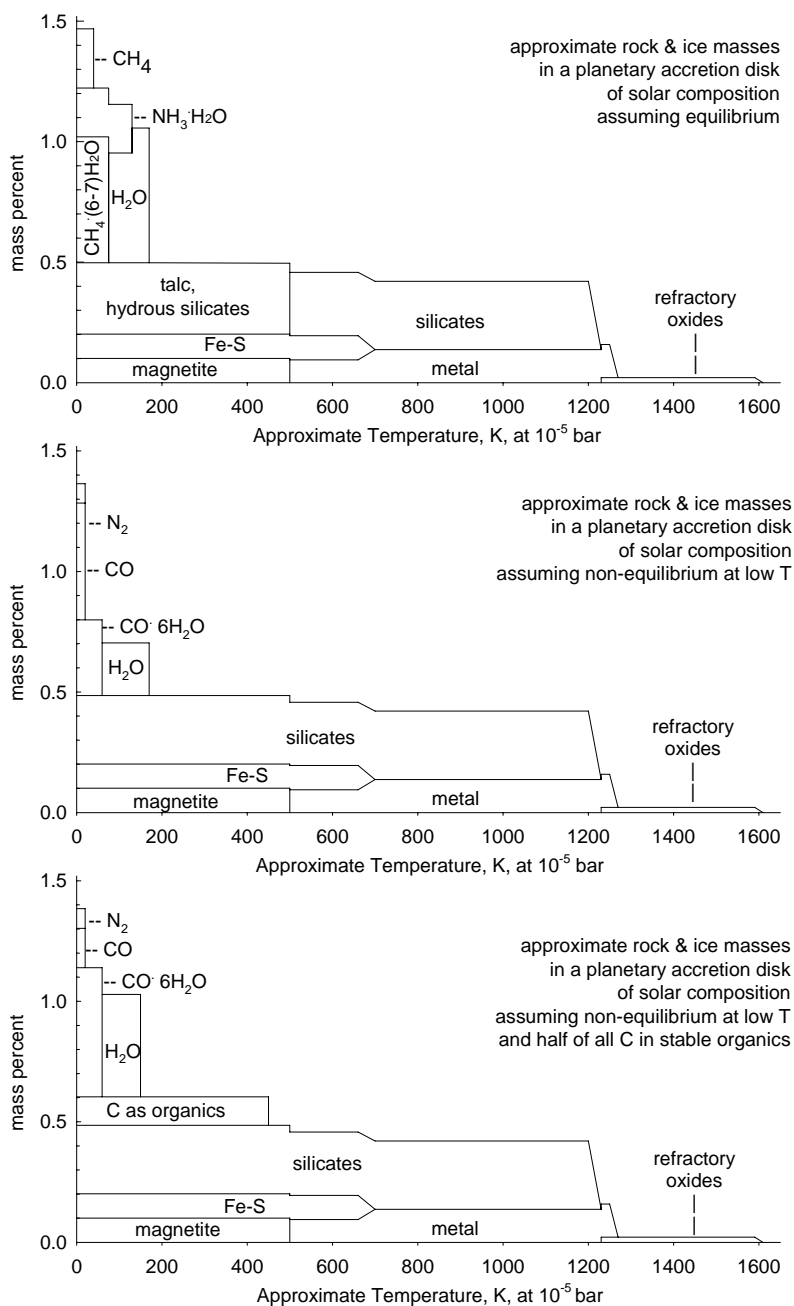 1.5
1.0
0.5
0.0
mass percent
-- CH4
-- NH3·H2O
CH4·(6-7)H2O
H2O
approximate rock & ice masses
in a planetary accretion disk
of solar composition
assuming equilibrium
talc,
hydrous silicates
silicates
refractory
oxides
Fe-S
magnetite
metal
0 200 400 600 800 1000 1200 1400 1600
Approximate Temperature, K, at 10-5 bar
1.5
1.0
0.5
0.0
mass percent
-- N2
-- CO
-- CO· 6H2O
H2O
approximate rock & ice masses
in a planetary accretion disk
of solar composition
assuming non-equilibrium at low T
silicates
refractory
oxides
Fe-S
magnetite
metal
0 200 400 600 800 1000 1200 1400 1600
Approximate Temperature, K, at 10-5 bar
1.5
1.0
0.5
0.0
mass percent
-- N2
-- CO
-- CO· 6H2O
H2O
approximate rock & ice masses
in a planetary accretion disk
of solar composition
assuming non-equilibrium at low T
and half of all C in stable organics
C as organics
silicates
refractory
oxides
Fe-S
magnetite
metal
0 200 400 600 800 1000 1200 1400 1600
Approximate Temperature, K, at 10-5 bar